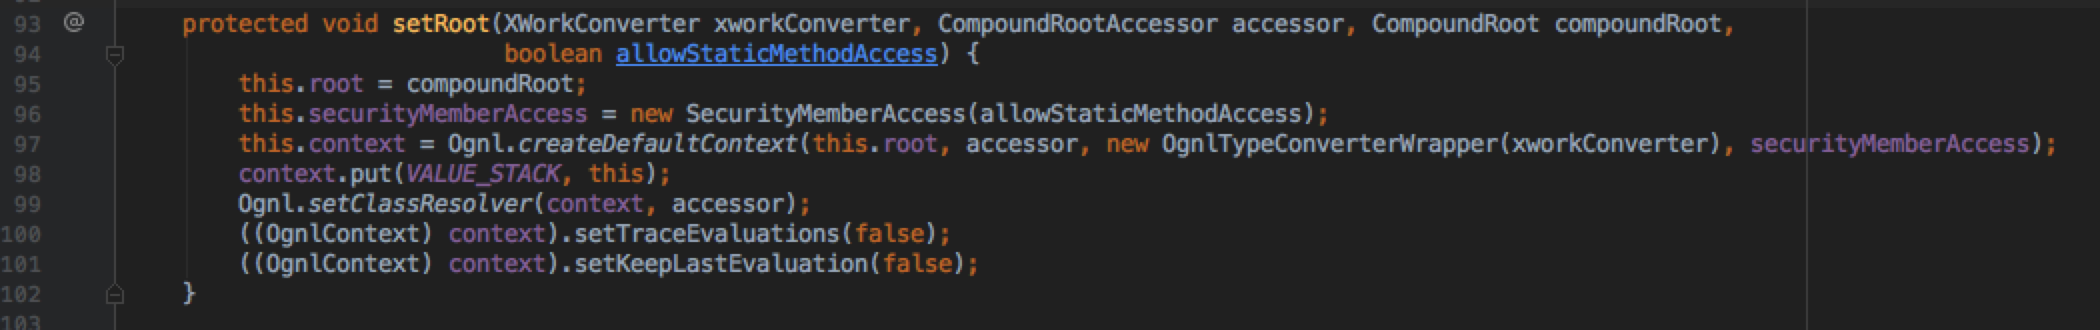 93 @ protected void setRoot(XWorkConverter xworkConverter, CompoundRootAccessor accessor, CompoundRoot compoundRoot,
94 boolean allowStaticMethodAccess) {
95 this.root = compoundRoot;
96 this.securityMemberAccess = new SecurityMemberAccess(allowStaticMethodAccess);
97 this.context = Ognl.createDefaultContext(this.root, accessor, new OgnlTypeConverterWrapper(xworkConverter), securityMemberAccess);
98 context.put(VALUE_STACK, this);
99 Ognl.setClassResolver(context, accessor);
100 ((OgnlContext) context).setTraceEvaluations(false);
101 ((OgnlContext) context).setKeepLastEvaluation(false);
102 }
103